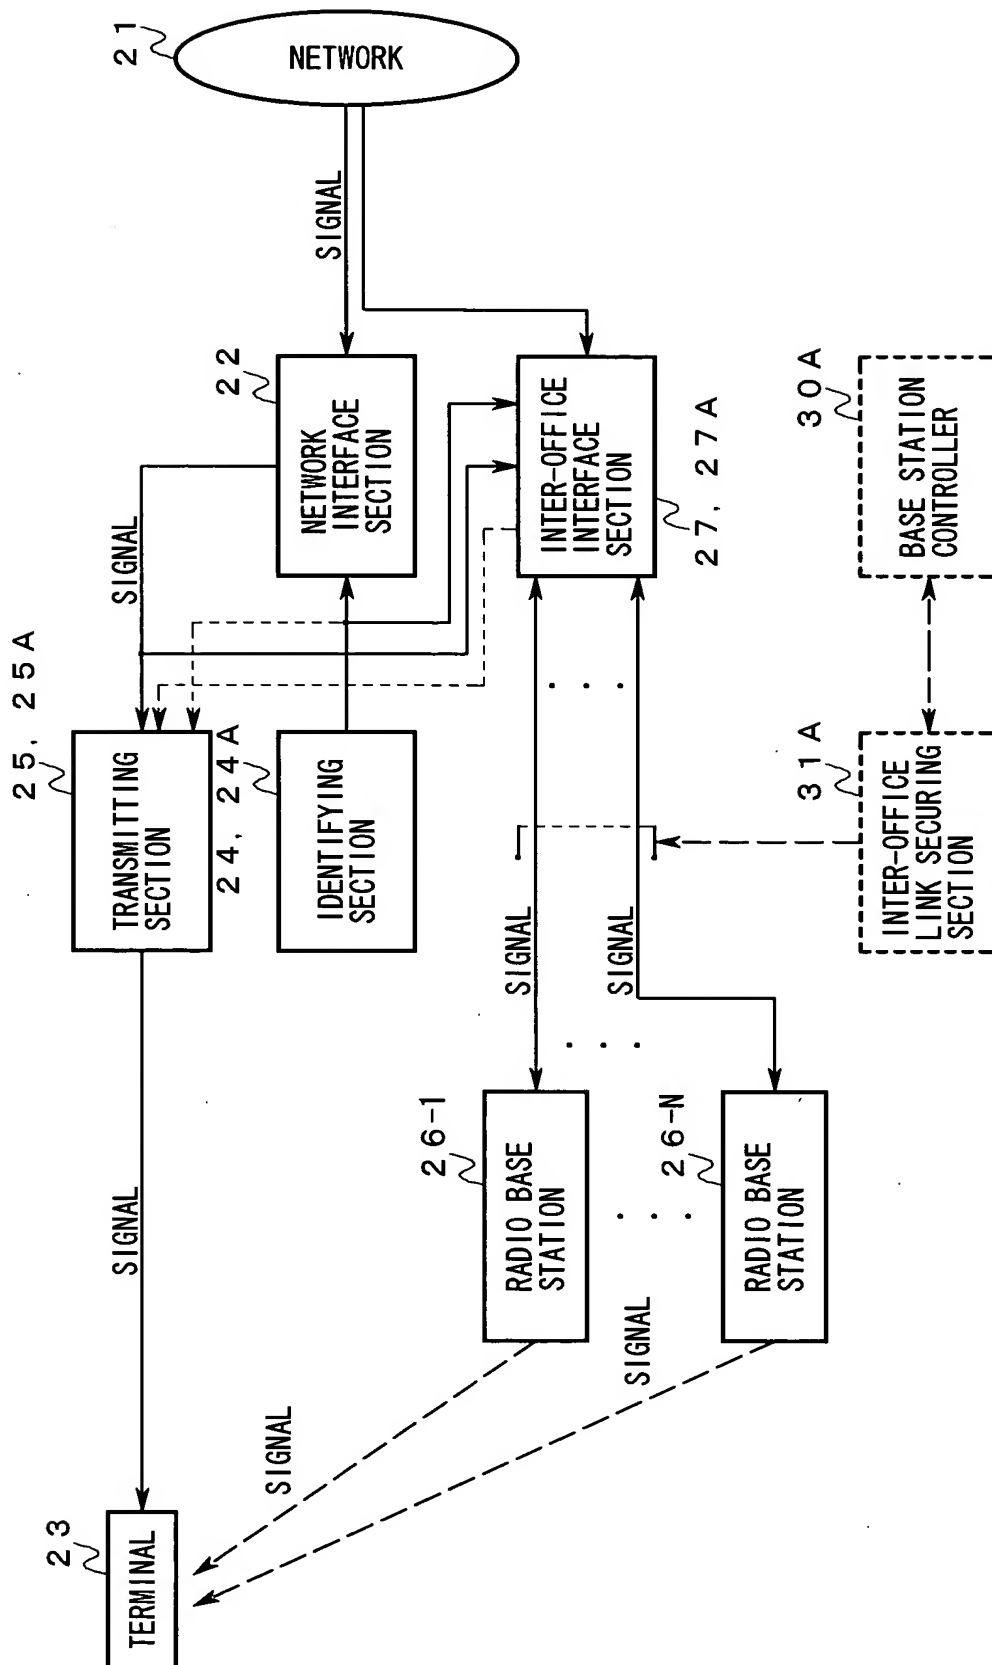 21
NETWORK
SIGNAL
22
NETWORK
INTERFACE
SECTION
SIGNAL
25, 25A
TRANSMITTING
SECTION
24, 24A
IDENTIFYING
SECTION
INTER-OFFICE
INTERFACE
SECTION
27, 27A
30A
BASE STATION
CONTROLLER
31A
INTER-OFFICE
LINK SECURING
SECTION
SIGNAL
SIGNAL
. . .
. . .
26-1
RADIO BASE
STATION
. . .
26-N
RADIO BASE
STATION
SIGNAL
SIGNAL
SIGNAL
23
TERMINAL